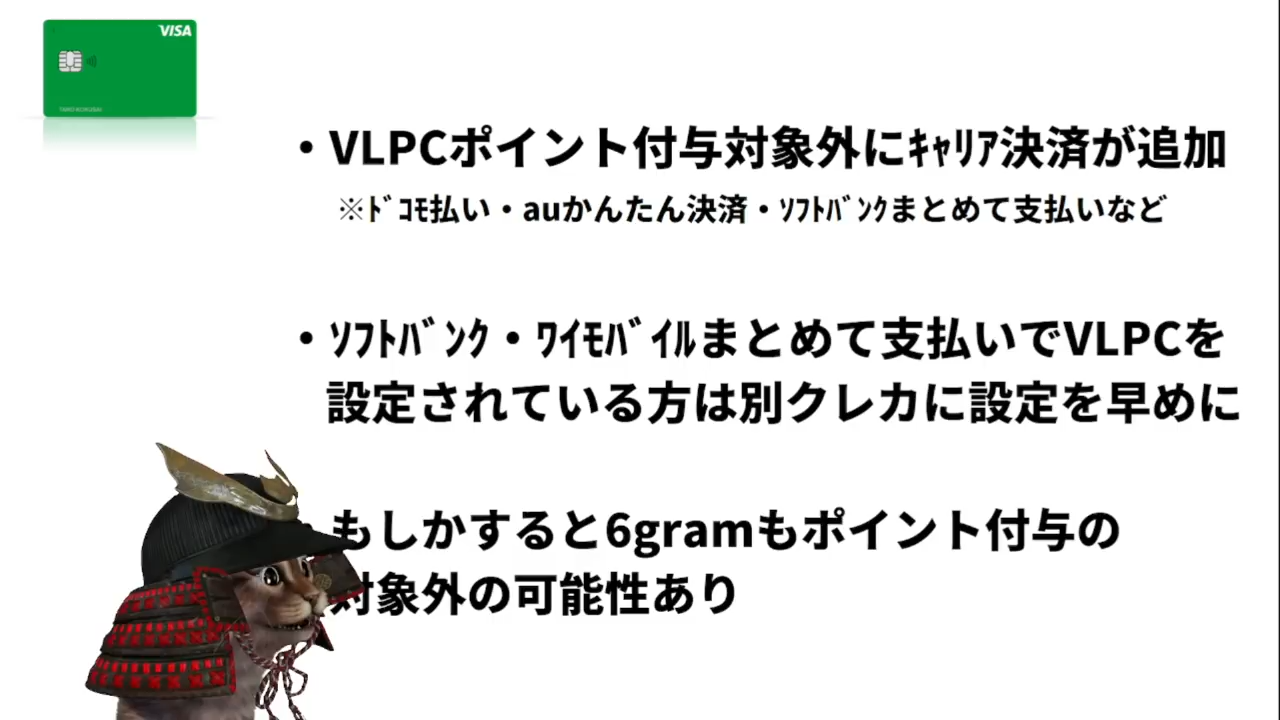 VISA
・VLPCポイント付与対象外にｷｬﾘｱ決済が追加
※ﾄﾞｺﾓ払い・auかんたん決済・ｿﾌﾄﾊﾞﾝｸまとめて支払いなど
・ｿﾌﾄﾊﾞﾝｸ・ﾜｲﾓﾊﾞｲﾙまとめて支払いでVLPCを
設定されている方は別クレカに設定を早めに
・もしかすると6gramもポイント付与の
対象外の可能性あり